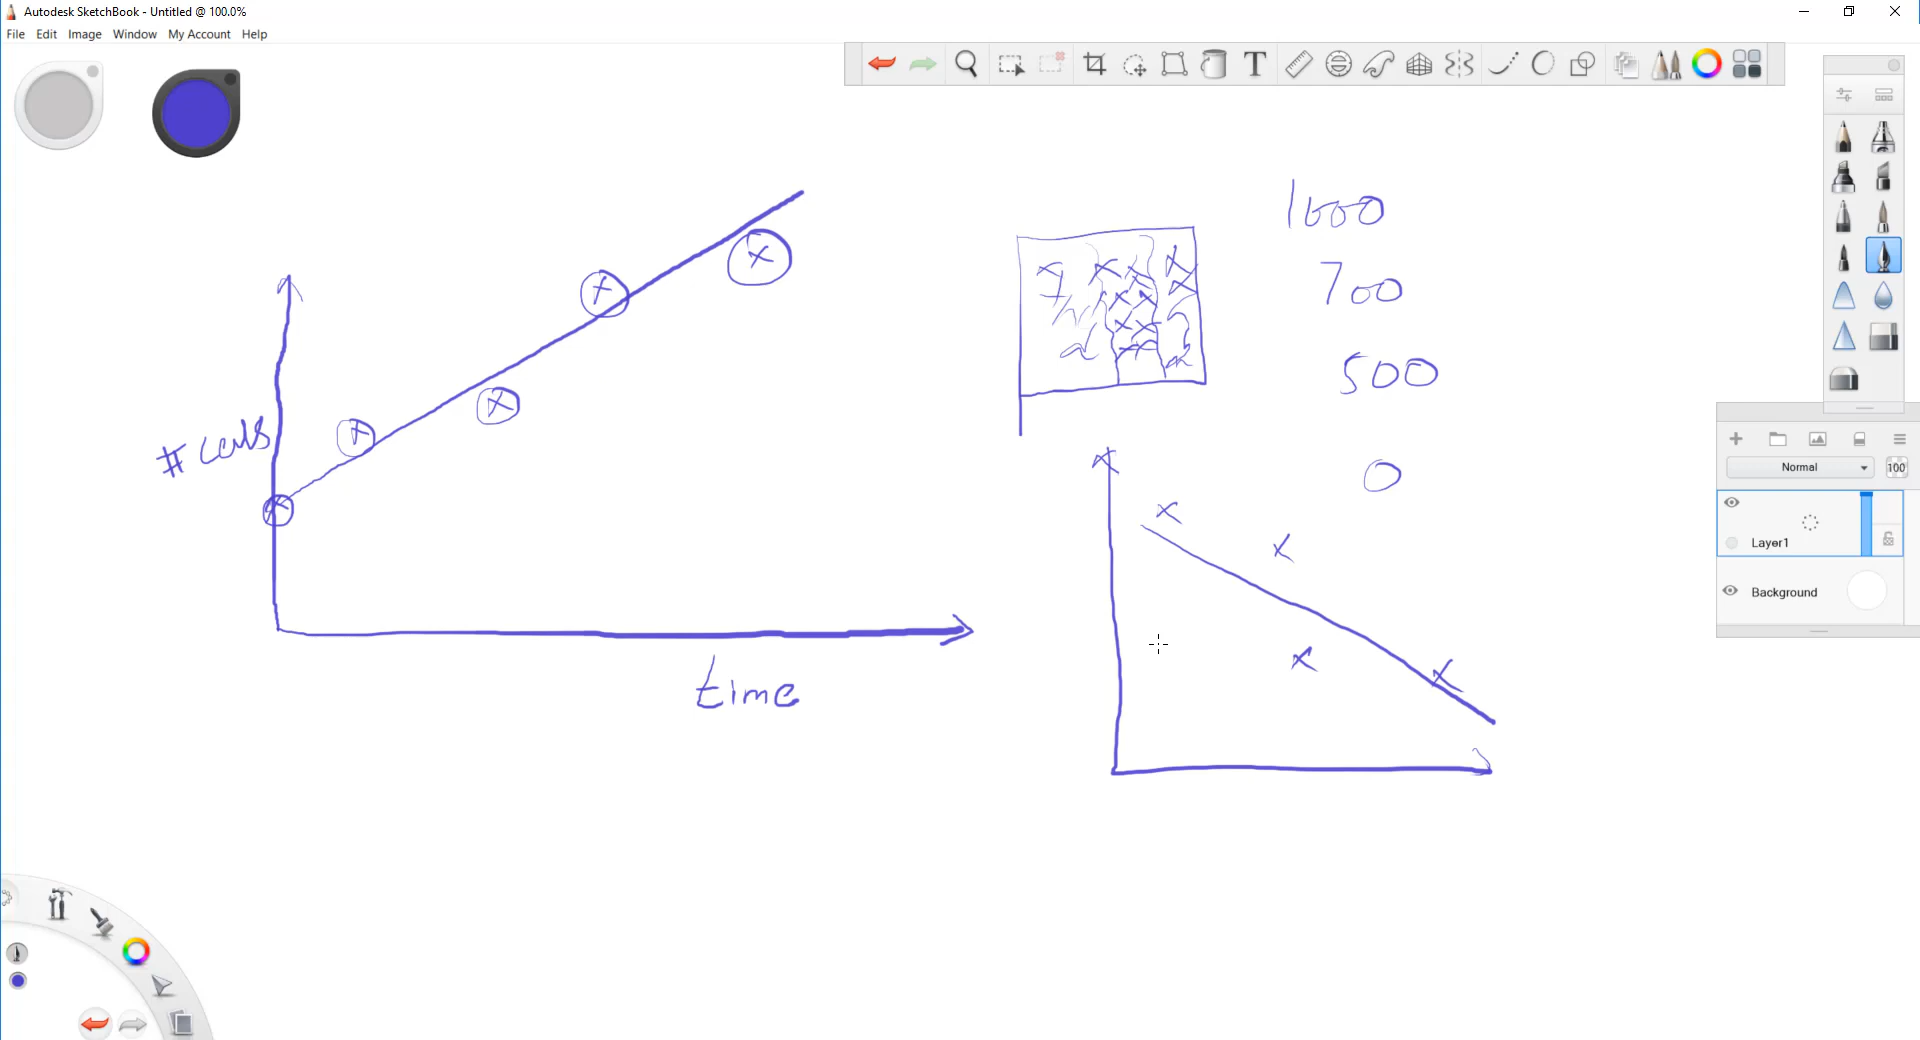 Autodesk SketchBook - Untitled @ 100.0%
File Edit Image Window My Account Help
1000
700
500
0
# cells
time
Normal
100
Layer1
Background